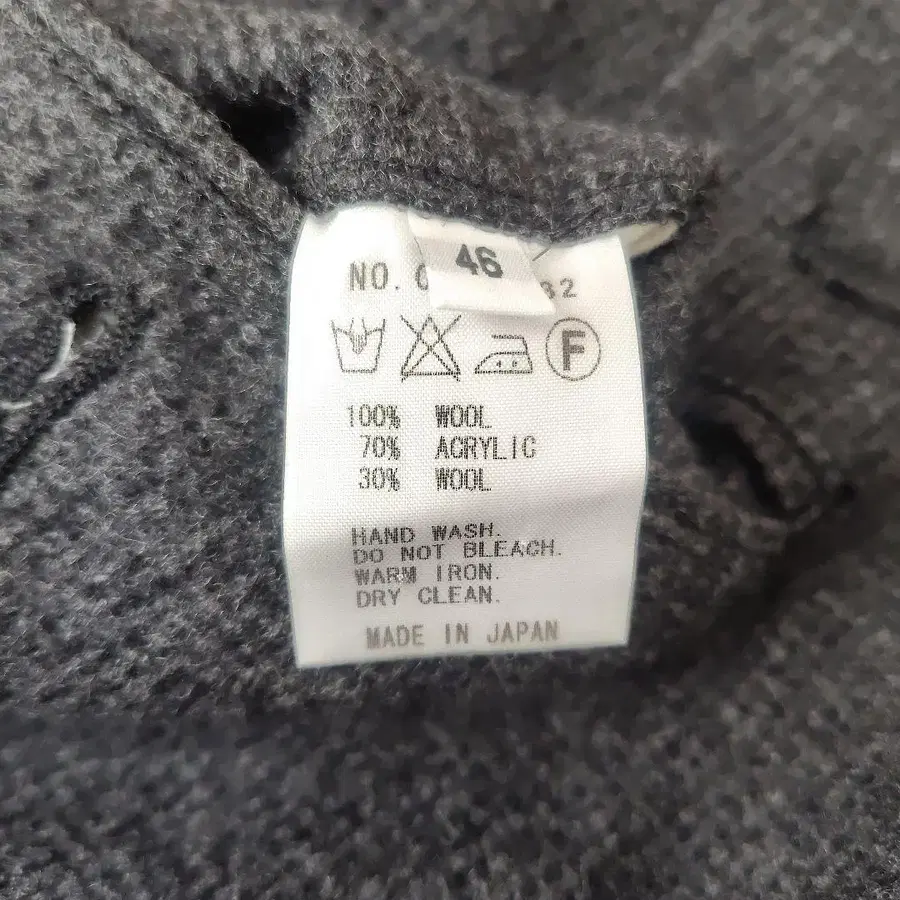 46
NO.
32
F
100% WOOL
70% ACRYLIC
30% WOOL
HAND WASH.
DO NOT BLEACH.
WARM IRON.
DRY CLEAN.
MADE IN JAPAN